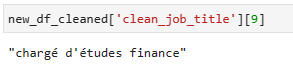 new_df_cleaned['clean_job_title'][9]
"chargé d'études finance"